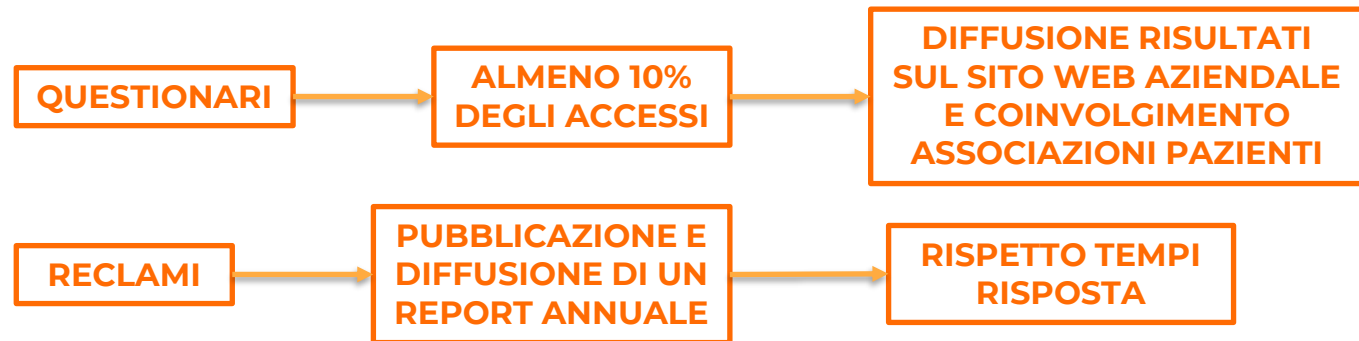 QUESTIONARI
ALMENO 10%
DEGLI ACCESSI
DIFFUSIONE RISULTATI
SUL SITO WEB AZIENDALE
E COINVOLGIMENTO
ASSOCIAZIONI PAZIENTI
RECLAMI
PUBBLICAZIONE E
DIFFUSIONE DI UN
REPORT ANNUALE
RISPETTO TEMPI
RISPOSTA